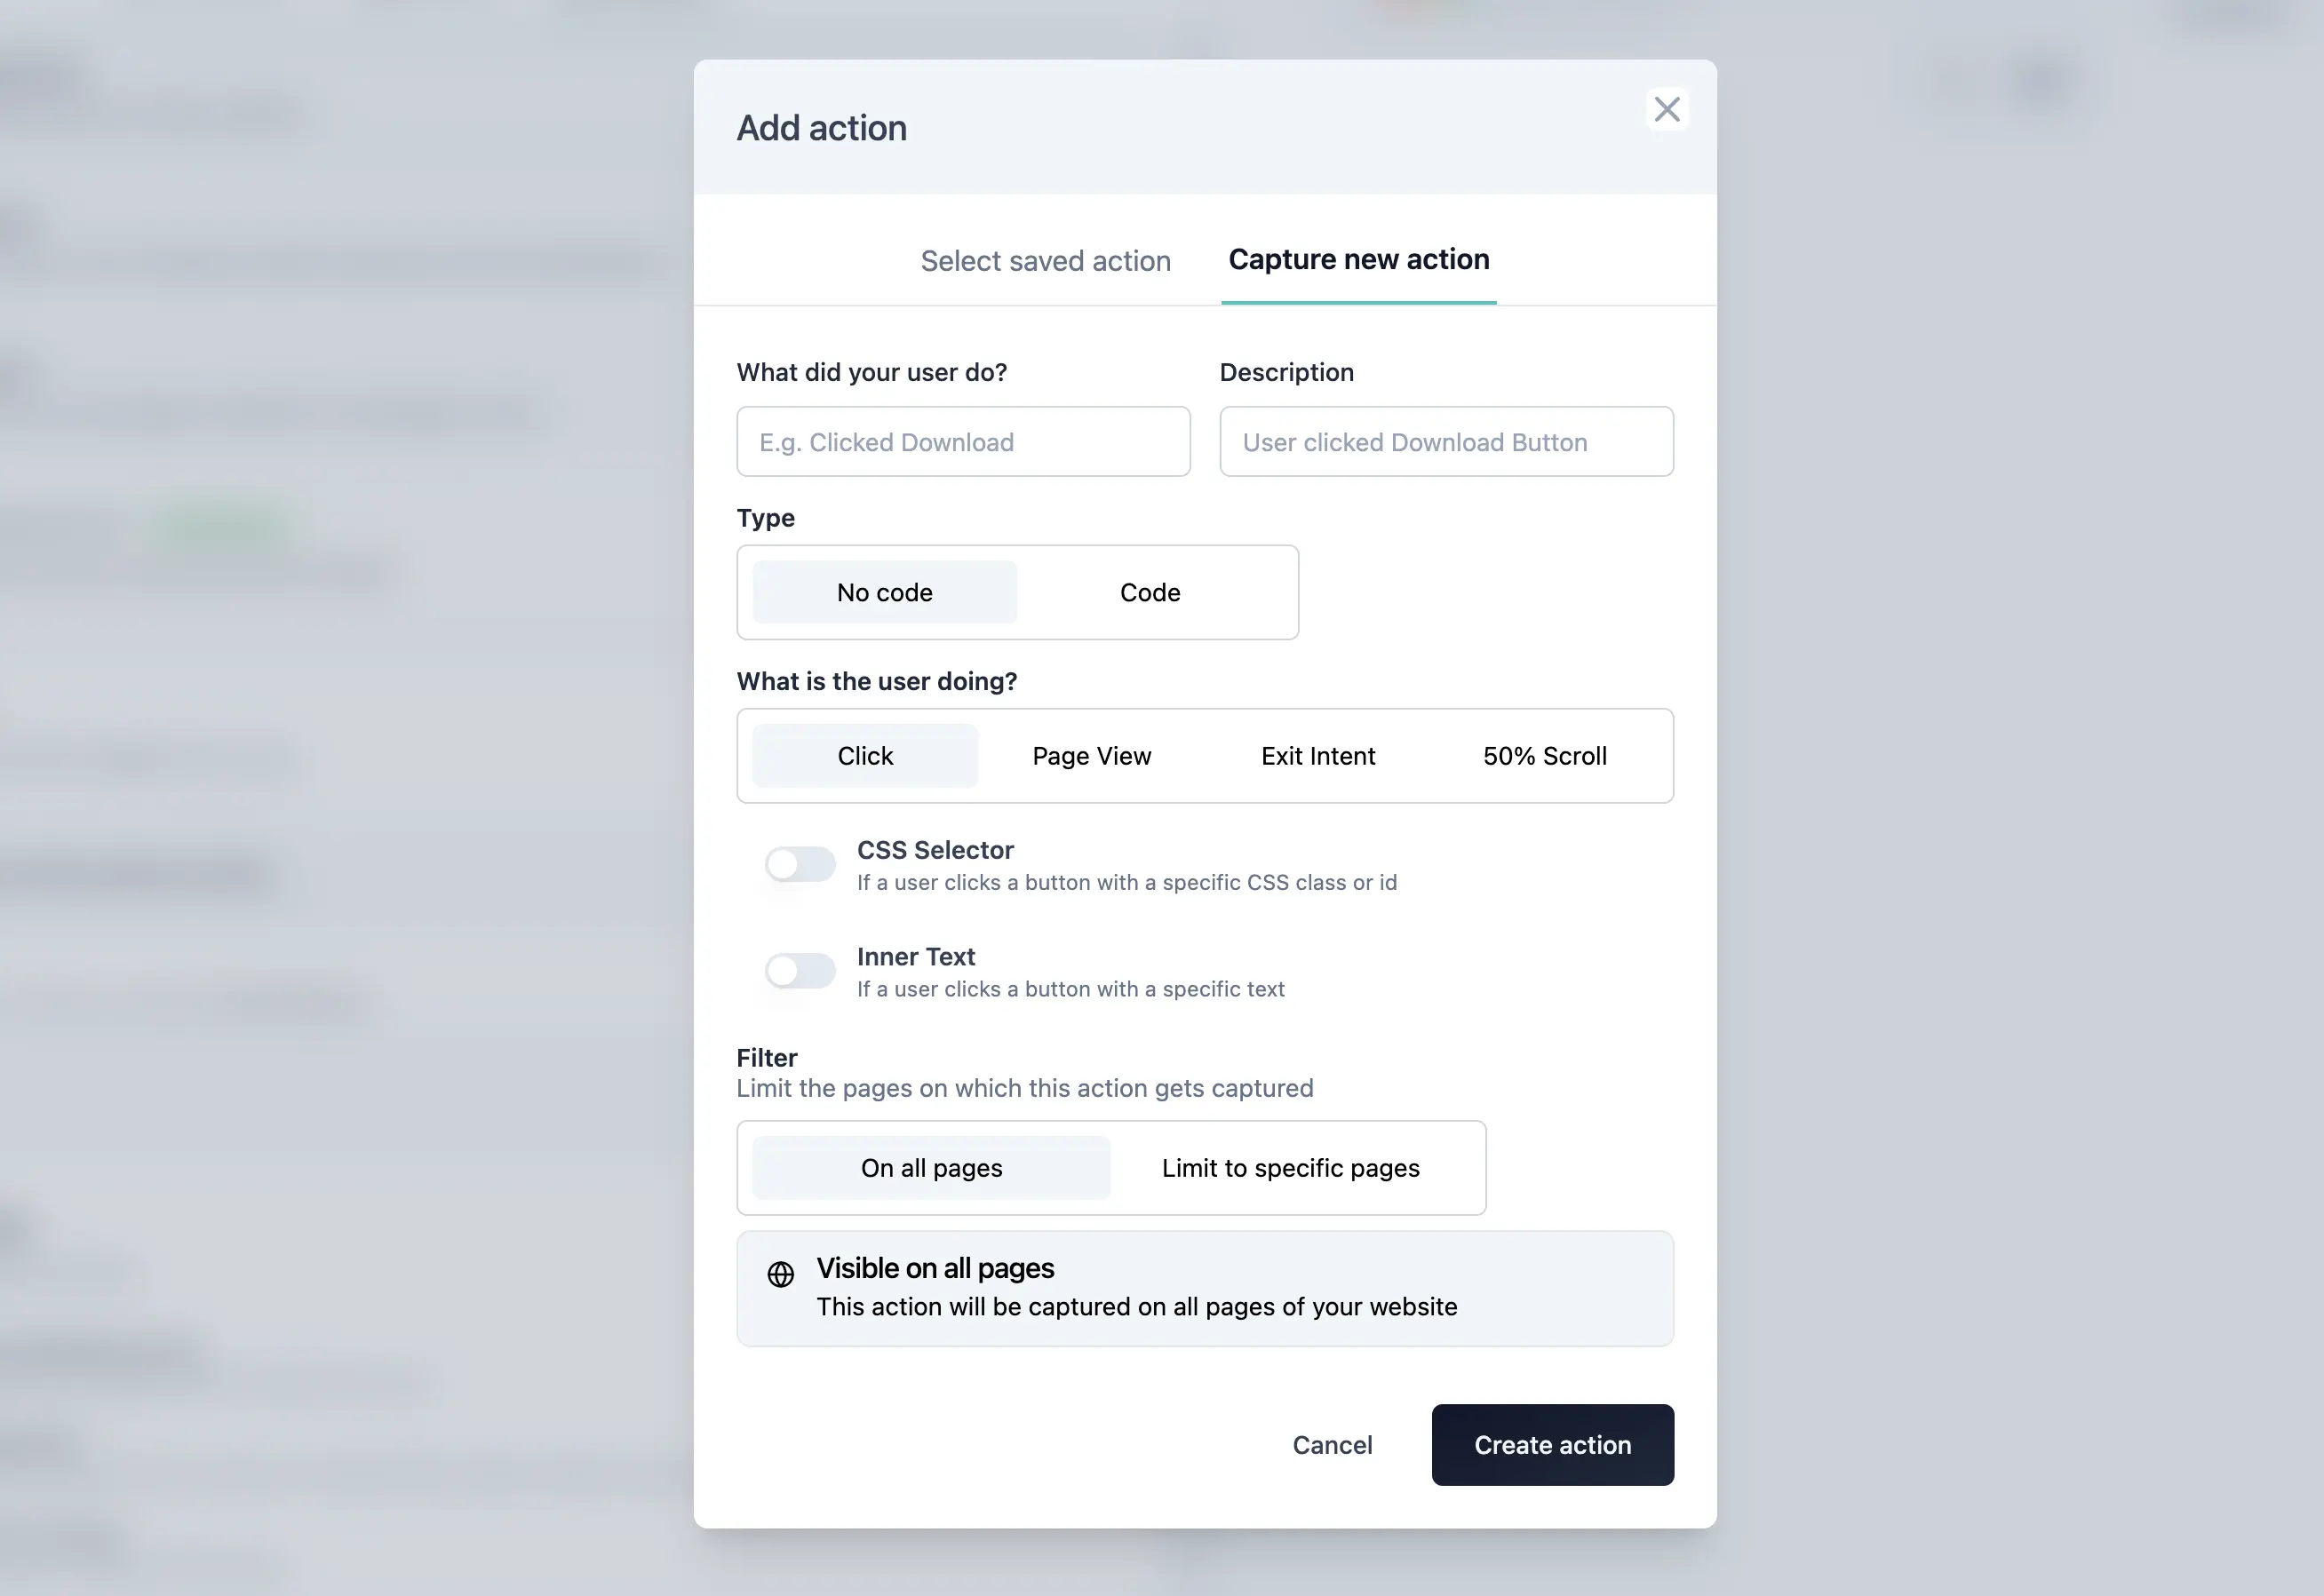 Add action
Select saved action
Capture new action
What did your user do?
Description
E.g. Clicked Download
User clicked Download Button
Type
No code
Code
What is the user doing?
Click
Page View
Exit Intent
50% Scroll
CSS Selector
If a user clicks a button with a specific CSS class or id
Inner Text
If a user clicks a button with a specific text
Filter
Limit the pages on which this action gets captured
On all pages
Limit to specific pages
Visible on all pages
This action will be captured on all pages of your website
Cancel
Create action